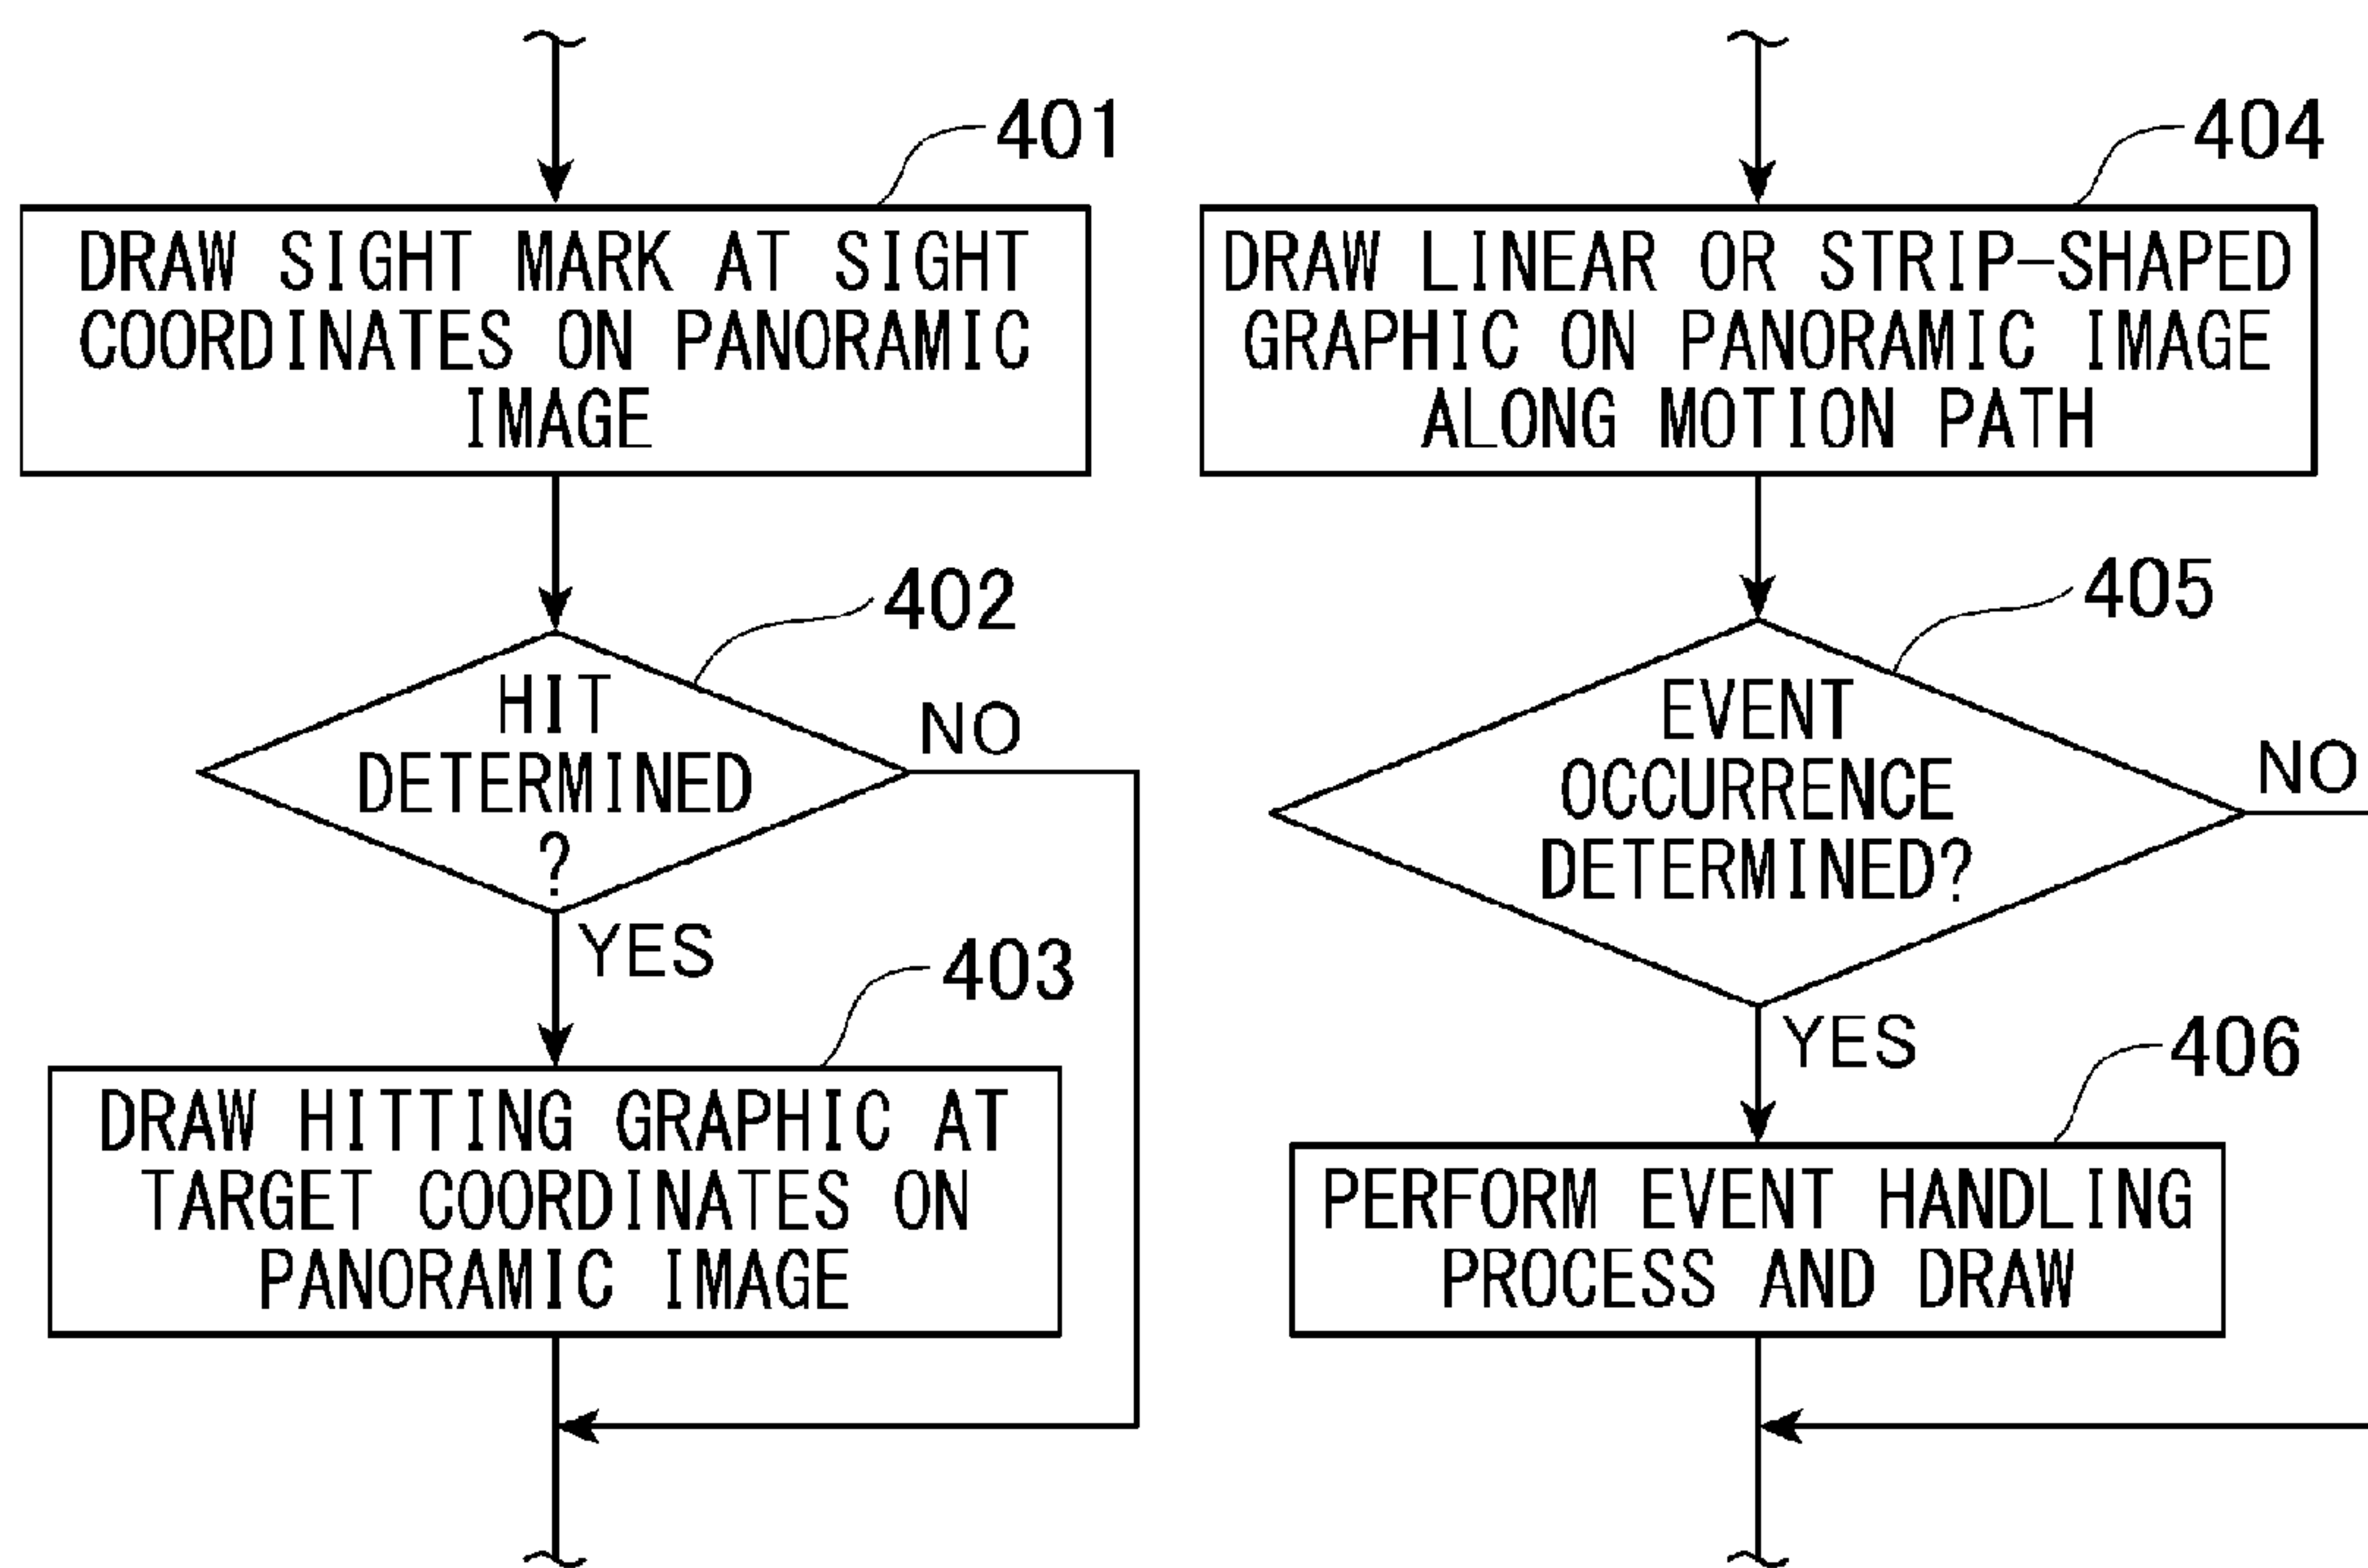 401
DRAW SIGHT MARK AT SIGHT
COORDINATES ON PANORAMIC
IMAGE
402
HIT
DETERMINED
?
NO
YES
403
DRAW HITTING GRAPHIC AT
TARGET COORDINATES ON
PANORAMIC IMAGE
404
DRAW LINEAR OR STRIP-SHAPED
GRAPHIC ON PANORAMIC IMAGE
ALONG MOTION PATH
405
EVENT
OCCURRENCE
DETERMINED?
NO
YES
406
PERFORM EVENT HANDLING
PROCESS AND DRAW